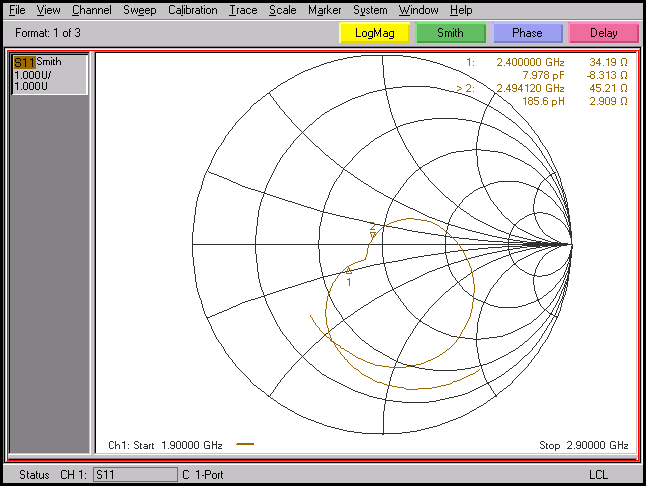 File View Channel Sweep Calibration Trace Scale Marker System Window Help
Format: 1 of 3 LogMag Smith Phase Delay
S11 Smith
1.000U/
1.000U
1: 2.400000 GHz 34.19 Ω
7.978 pF -8.313 Ω
> 2: 2.494120 GHz 45.21 Ω
185.6 pH 2.909 Ω
2
1
Ch1: Start 1.90000 GHz Stop 2.90000 GHz
Status CH 1: S11 C 1-Port LCL